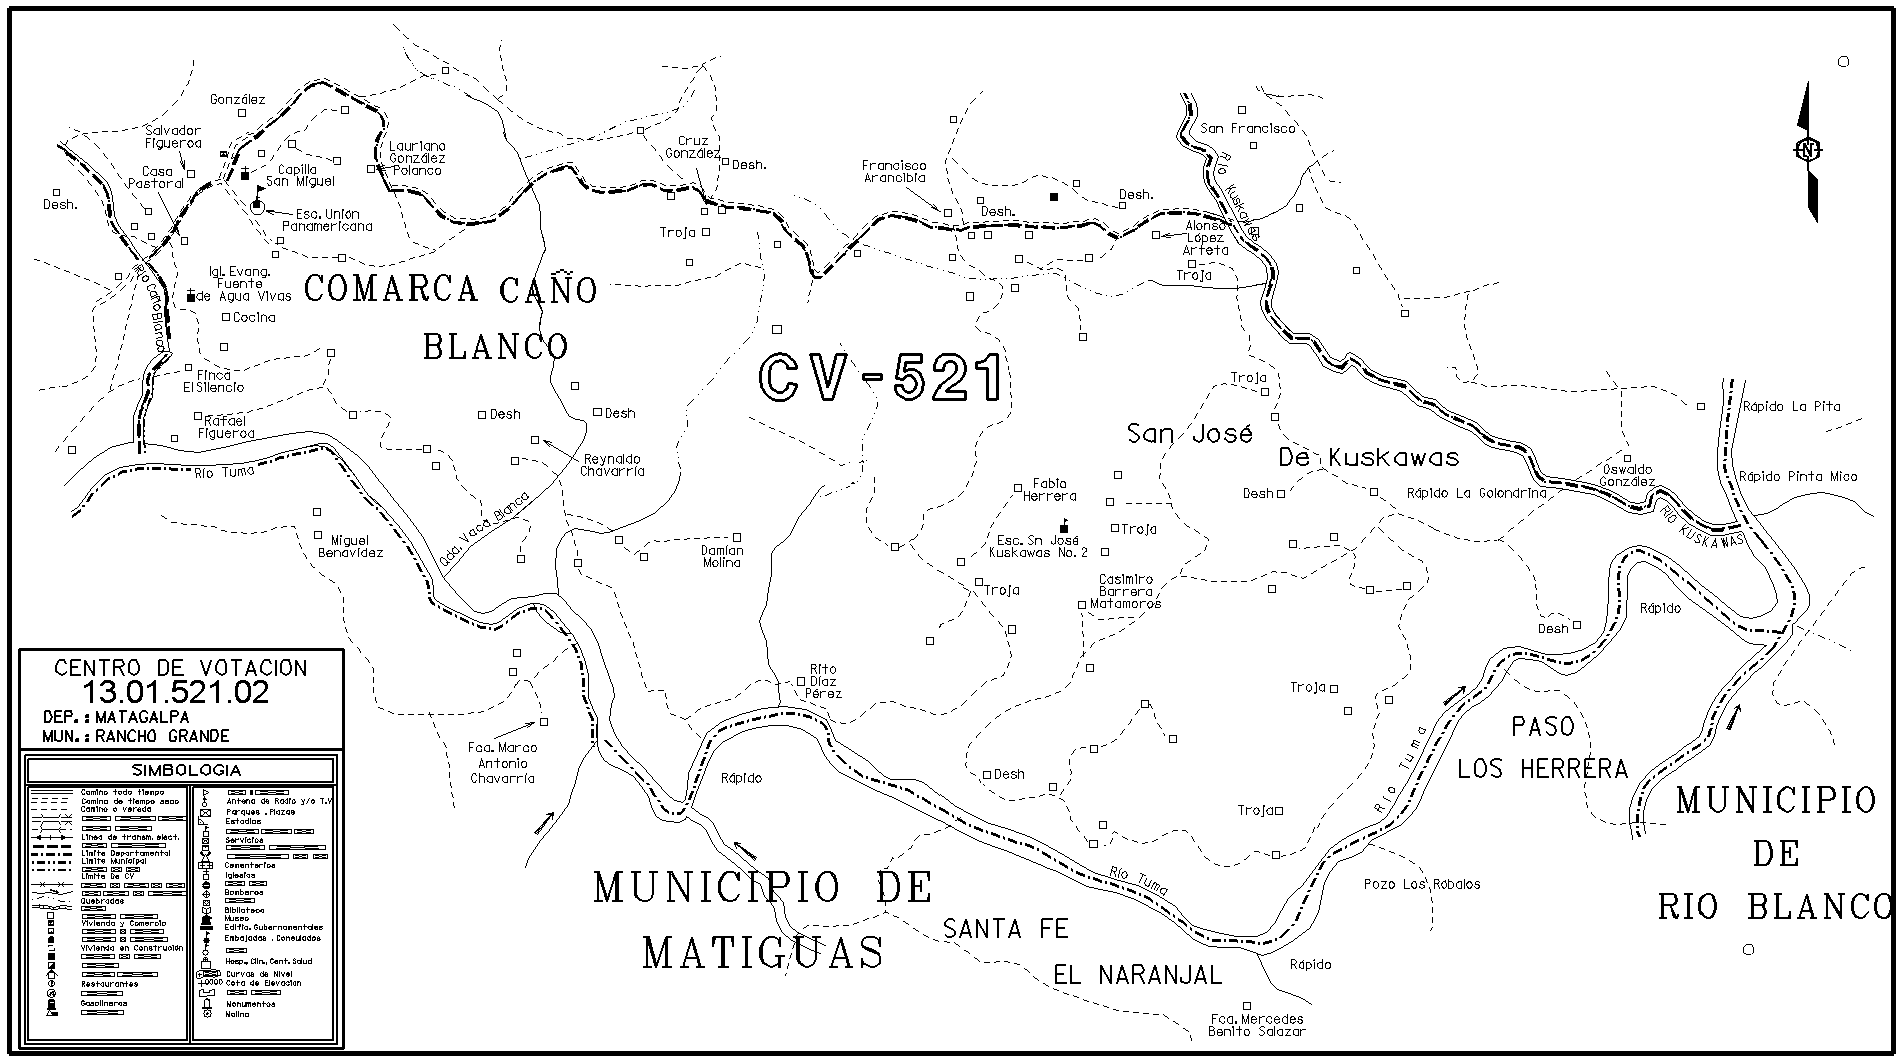 González
Salvador
Figueroa
Casa
Pastoral
Desh.
Capilla
San Miguel
Esc. Unión
Panamericana
Lauriano
González
Polanco
Cruz
González
Desh.
Troja
Francisco
Arancibia
Desh.
Desh.
San Francisco
Río Kuskawas
Alonso
López
Arteta
Troja
Río Caño Blanco
Igl. Evang.
Fuente
de Agua Vivas
Cocina
COMARCA CAÑO
BLANCO
CV-521
Finca
El Silencio
Rafael
Figueroa
Desh
Desh
Reynaldo
Chavarría
Río Tuma
Qda. Vaca Blanca
Miguel
Benavidez
Damían
Molina
Troja
San José
De Kuskawas
Fabio
Herrera
Troja
Esc. Sn José
Kuskawas No. 2
Troja
Casimiro
Barrera
Matamoros
Desh
Rápido La Golondrina
Oswaldo
González
Rápido La Pita
Rápido Pinta Mico
Río KUSKAWAS
Rápido
Desh
Rito
Díaz
Pérez
Troja
Fca. Marco
Antonio
Chavarría
Rápido
Desh
Troja
Río Tuma
PASO
LOS HERRERA
Río Tuma
Pozo Los Robalos
MUNICIPIO
DE
RIO BLANCO
MUNICIPIO DE
MATIGUAS
SANTA FE
EL NARANJAL
Rápido
Fca. Mercedes
Benito Salazar
N
CENTRO DE VOTACION
13.01.521.02
DEP.: MATAGALPA
MUN.: RANCHO GRANDE
SIMBOLOGIA
Camino todo tiempo
Camino de tiempo seco
Camino o vereda
Linea de transm. elect.
Limite Departamental
Limite Municipal
Limite De CV
Quebradas
Vivienda y Comercio
Vivienda en Construción
Restaurantes
Gasolineras
Antena de Radio y/o T.V
Parques . Plazas
Estadios
Servicios
Cementerios
Iglesias
Bomberos
Biblioteca
Museo
Edific. Gubernamentales
Embajadas . Consulados
Hosp., Clin., Cent. Salud
Curvas de Nivel
Cota de Elevacion
Monumentos
Molino